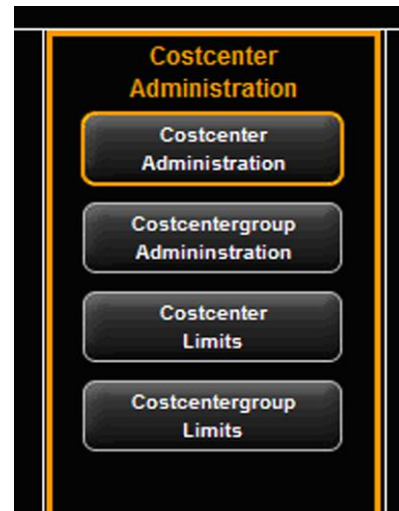 Costcenter
Administration
Costcenter
Administration
Costcentergroup
Admininstration
Costcenter
Limits
Costcentergroup
Limits